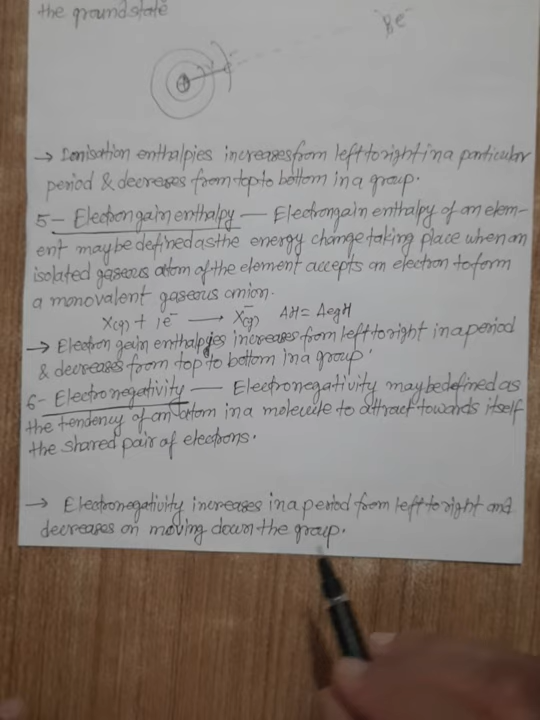 the groundstate
e⁻
→ Ionisation enthalpies increases from left to right in a particular
period & decreases from top to bottom in a group.
5- Electron gain enthalpy — Electron gain enthalpy of an elem-
ent may be defined as the energy change taking place when an
isolated gaseous atom of the element accepts an electron to form
a monovalent gaseous anion.
X(g) + 1e⁻ → X⁻(g) ΔH = ΔegH
→ Electron gain enthalpies increases from left to right in a period
& decreases from top to bottom in a group.
6- Electronegativity — Electronegativity may be defined as
the tendency of an atom in a molecule to attract towards itself
the shared pair of electrons.
→ Electronegativity increases in a period from left to right and
decreases on moving down the group.